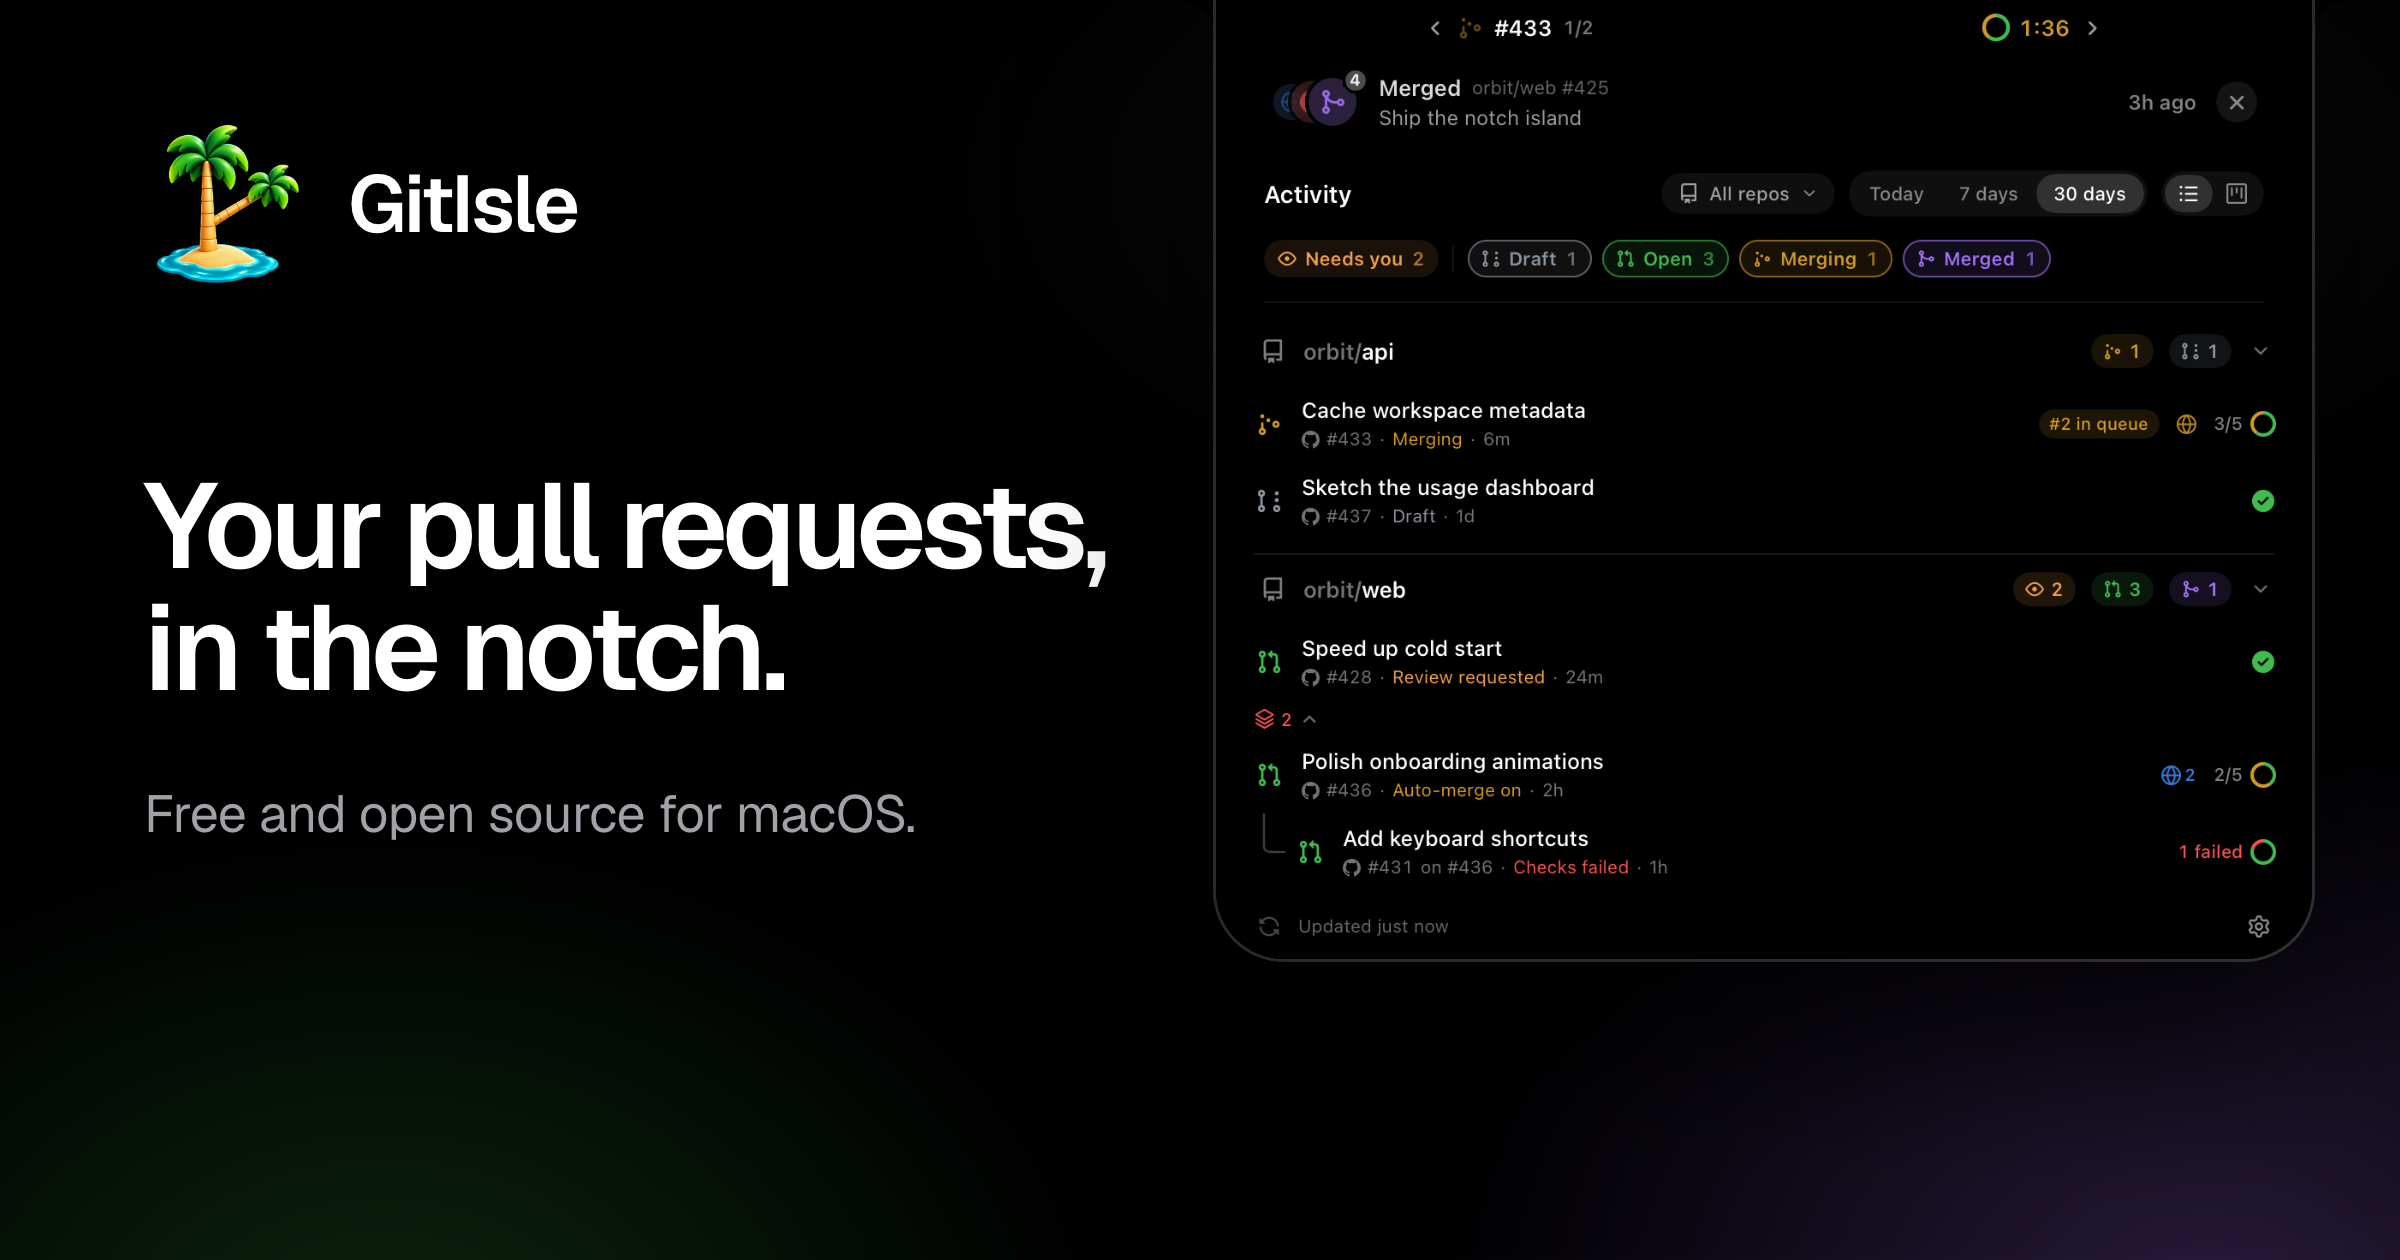 GitIsle
Your pull requests,
in the notch.
Free and open source for macOS.
#433 1/2
1:36
4
Merged orbit/web #425
Ship the notch island
3h ago
Activity
All repos
Today 7 days 30 days
Needs you 2
Draft 1
Open 3
Merging 1
Merged 1
orbit/api
1
1
Cache workspace metadata
#433 · Merging · 6m
#2 in queue
3/5
Sketch the usage dashboard
#437 · Draft · 1d
orbit/web
2
3
1
Speed up cold start
#428 · Review requested · 24m
2
Polish onboarding animations
#436 · Auto-merge on · 2h
2
2/5
Add keyboard shortcuts
#431 on #436 · Checks failed · 1h
1 failed
Updated just now